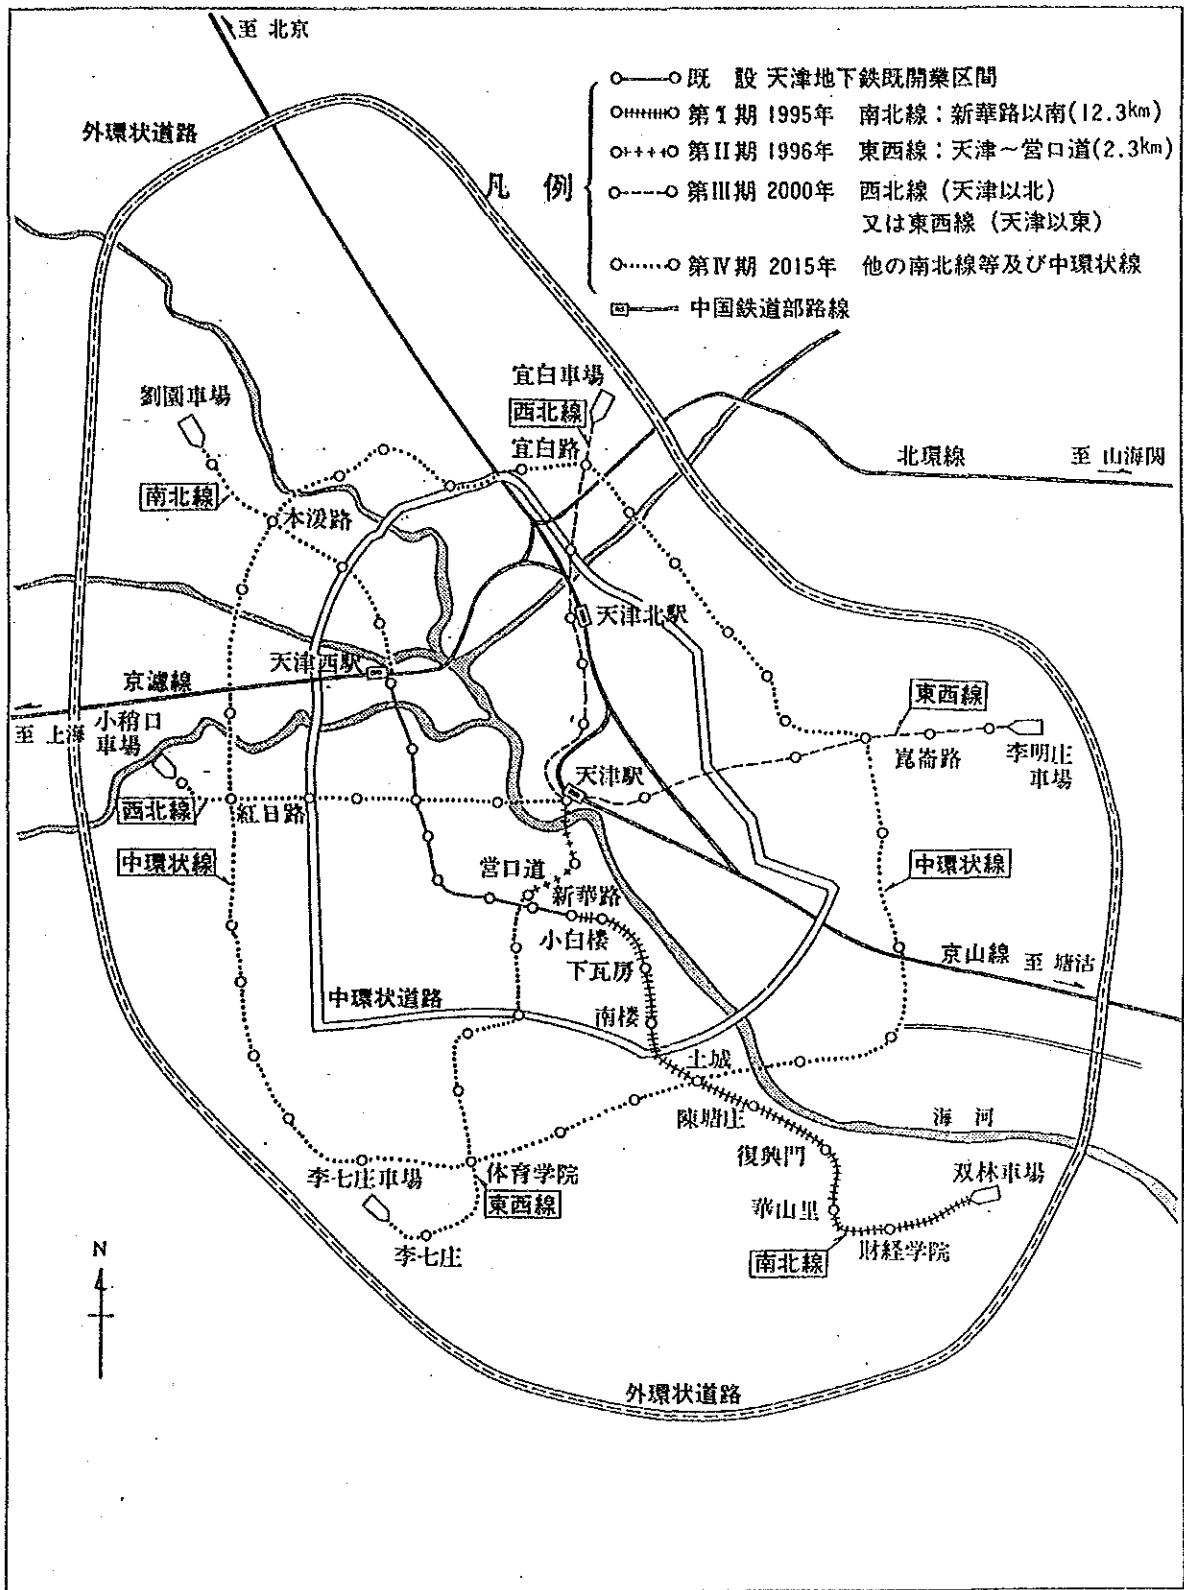 至 北京
既 設 天津地下鉄既開業区間
第I期 1995年 南北線：新華路以南(12.3km)
第II期 1996年 東西線：天津～営口道(2.3km)
凡 例
第III期 2000年 西北線（天津以北）
又は東西線（天津以東）
第IV期 2015年 他の南北線等及び中環状線
中国鉄道部路線
外環状道路
劉園車場
宜白車場
西北線
宜白路
北環線
至 山海関
南北線
本溪路
天津北駅
天津西駅
京滬線
至 上海
小稍口
車場
東西線
崑崙路
李明庄
車場
天津駅
西北線
紅日路
中環状線
営口道
新華路
中環状線
小白楼
下瓦房
京山線
至 塘沽
中環状道路
南楼
土城
陳塘庄
海 河
復興門
李七庄車場
体育学院
東西線
双林車場
華山里
李七庄
南北線
財経学院
N
外環状道路